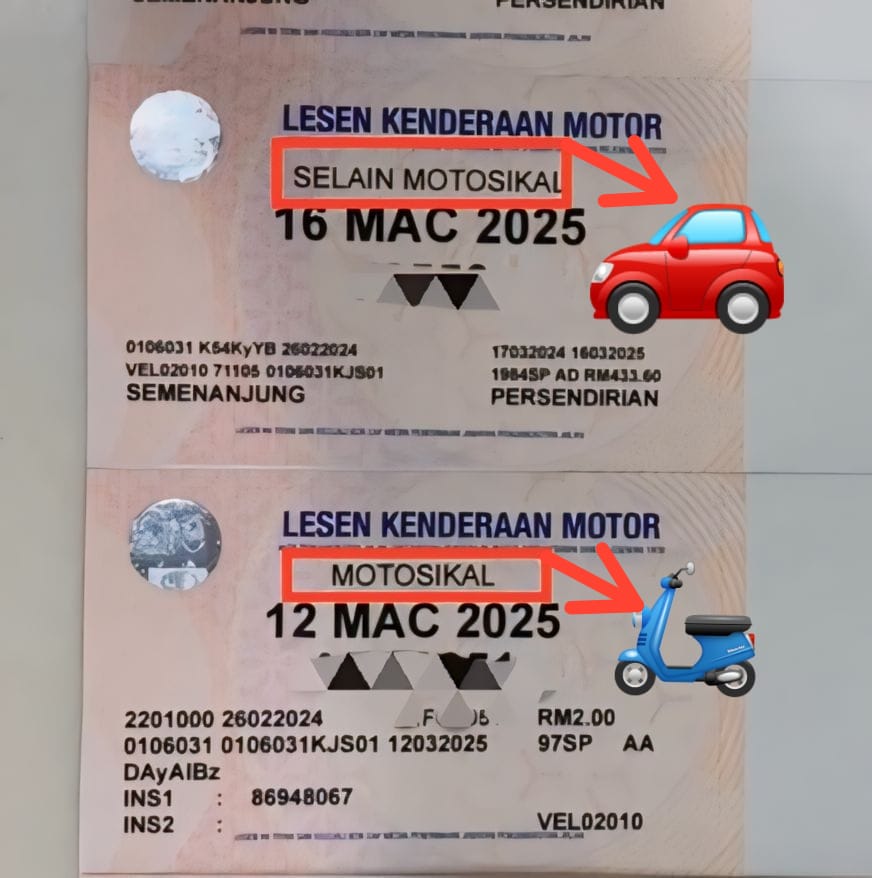 SEMENANJUNG PERSENDIRIAN
LESEN KENDERAAN MOTOR
SELAIN MOTOSIKAL
16 MAC 2025
0106031 K54KyYB 26022024 17032024 16032025
VEL02010 71105 0106031KJS01 1984SP AD RM433.60
SEMENANJUNG PERSENDIRIAN
LESEN KENDERAAN MOTOR
MOTOSIKAL
12 MAC 2025
2201000 26022024 RM2.00
0106031 0106031KJS01 12032025 97SP AA
DAyAIBz
INS1 : 86948067
INS2 : VEL02010